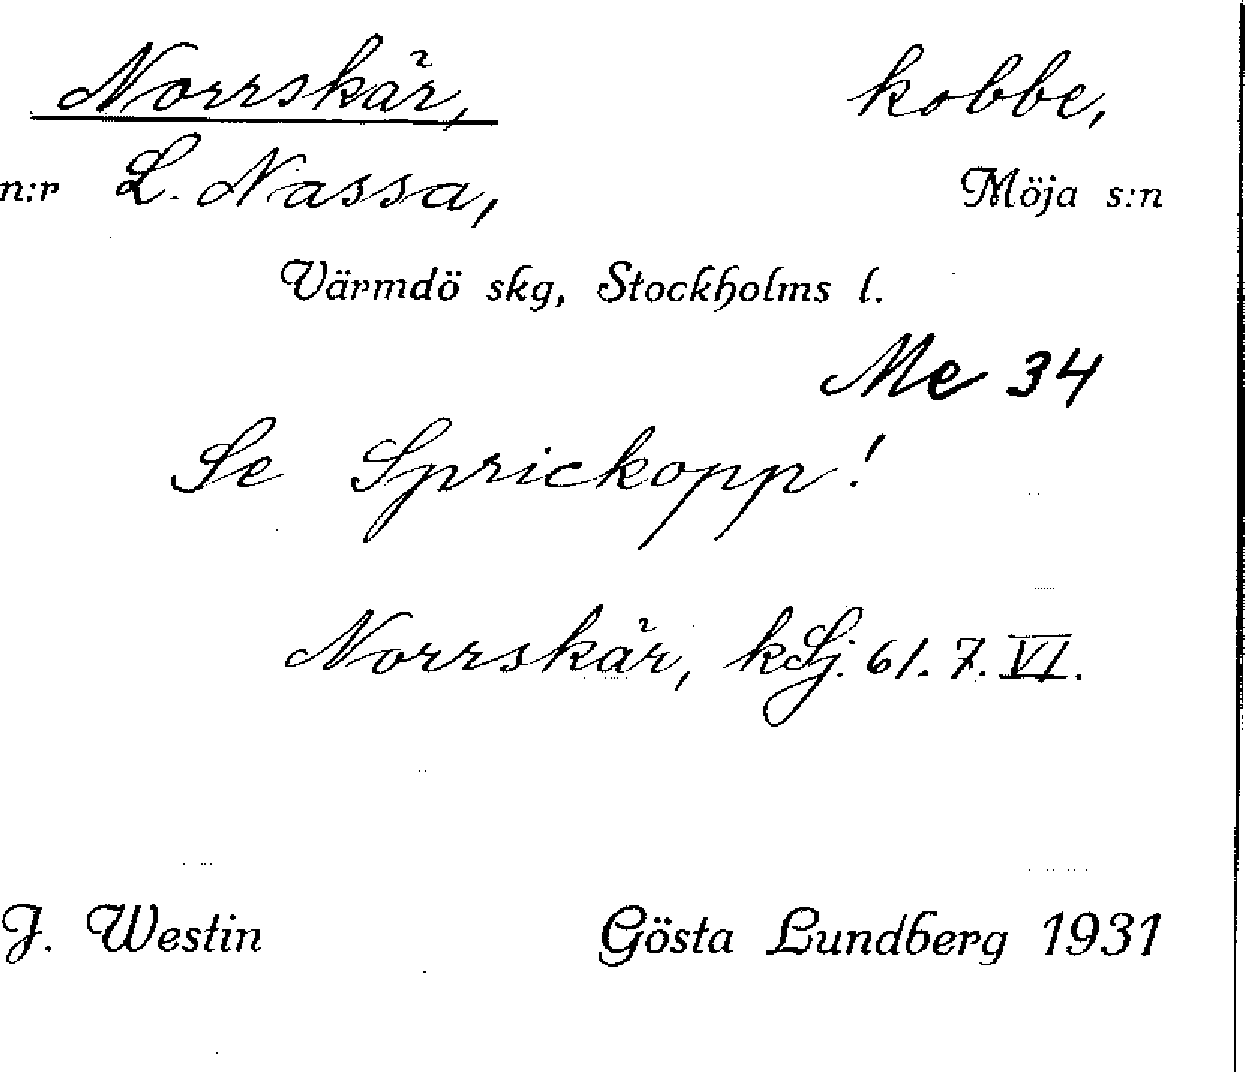 Norrskär, kobbe,
n:r L. Nassa, Möja s:n
Värmdö skg, Stockholms l.
Me 34
Se Sprickopp!
Norrskär, kSj. 61. 7. VI.
J. Westin Gösta Lundberg 1931